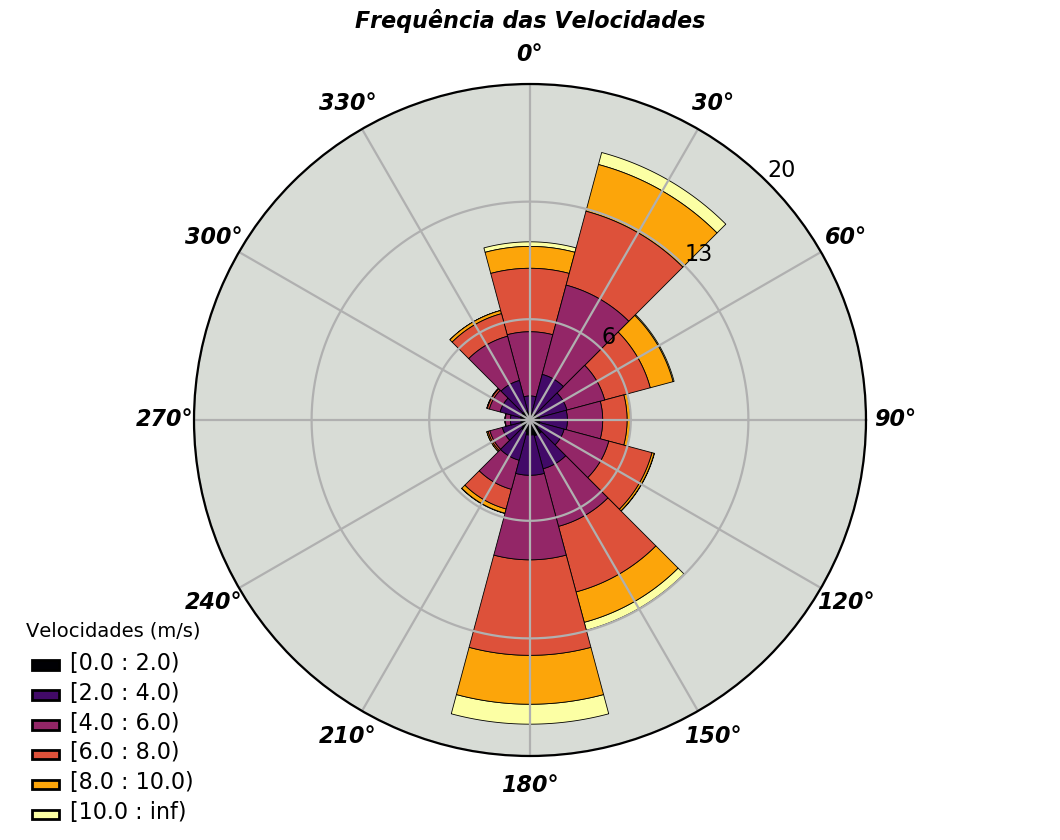 Frequência das Velocidades
0°
330°
30°
20
300°
60°
13
6
270°
90°
240°
120°
210°
150°
180°
Velocidades (m/s)
[0.0 : 2.0)
[2.0 : 4.0)
[4.0 : 6.0)
[6.0 : 8.0)
[8.0 : 10.0)
[10.0 : inf)